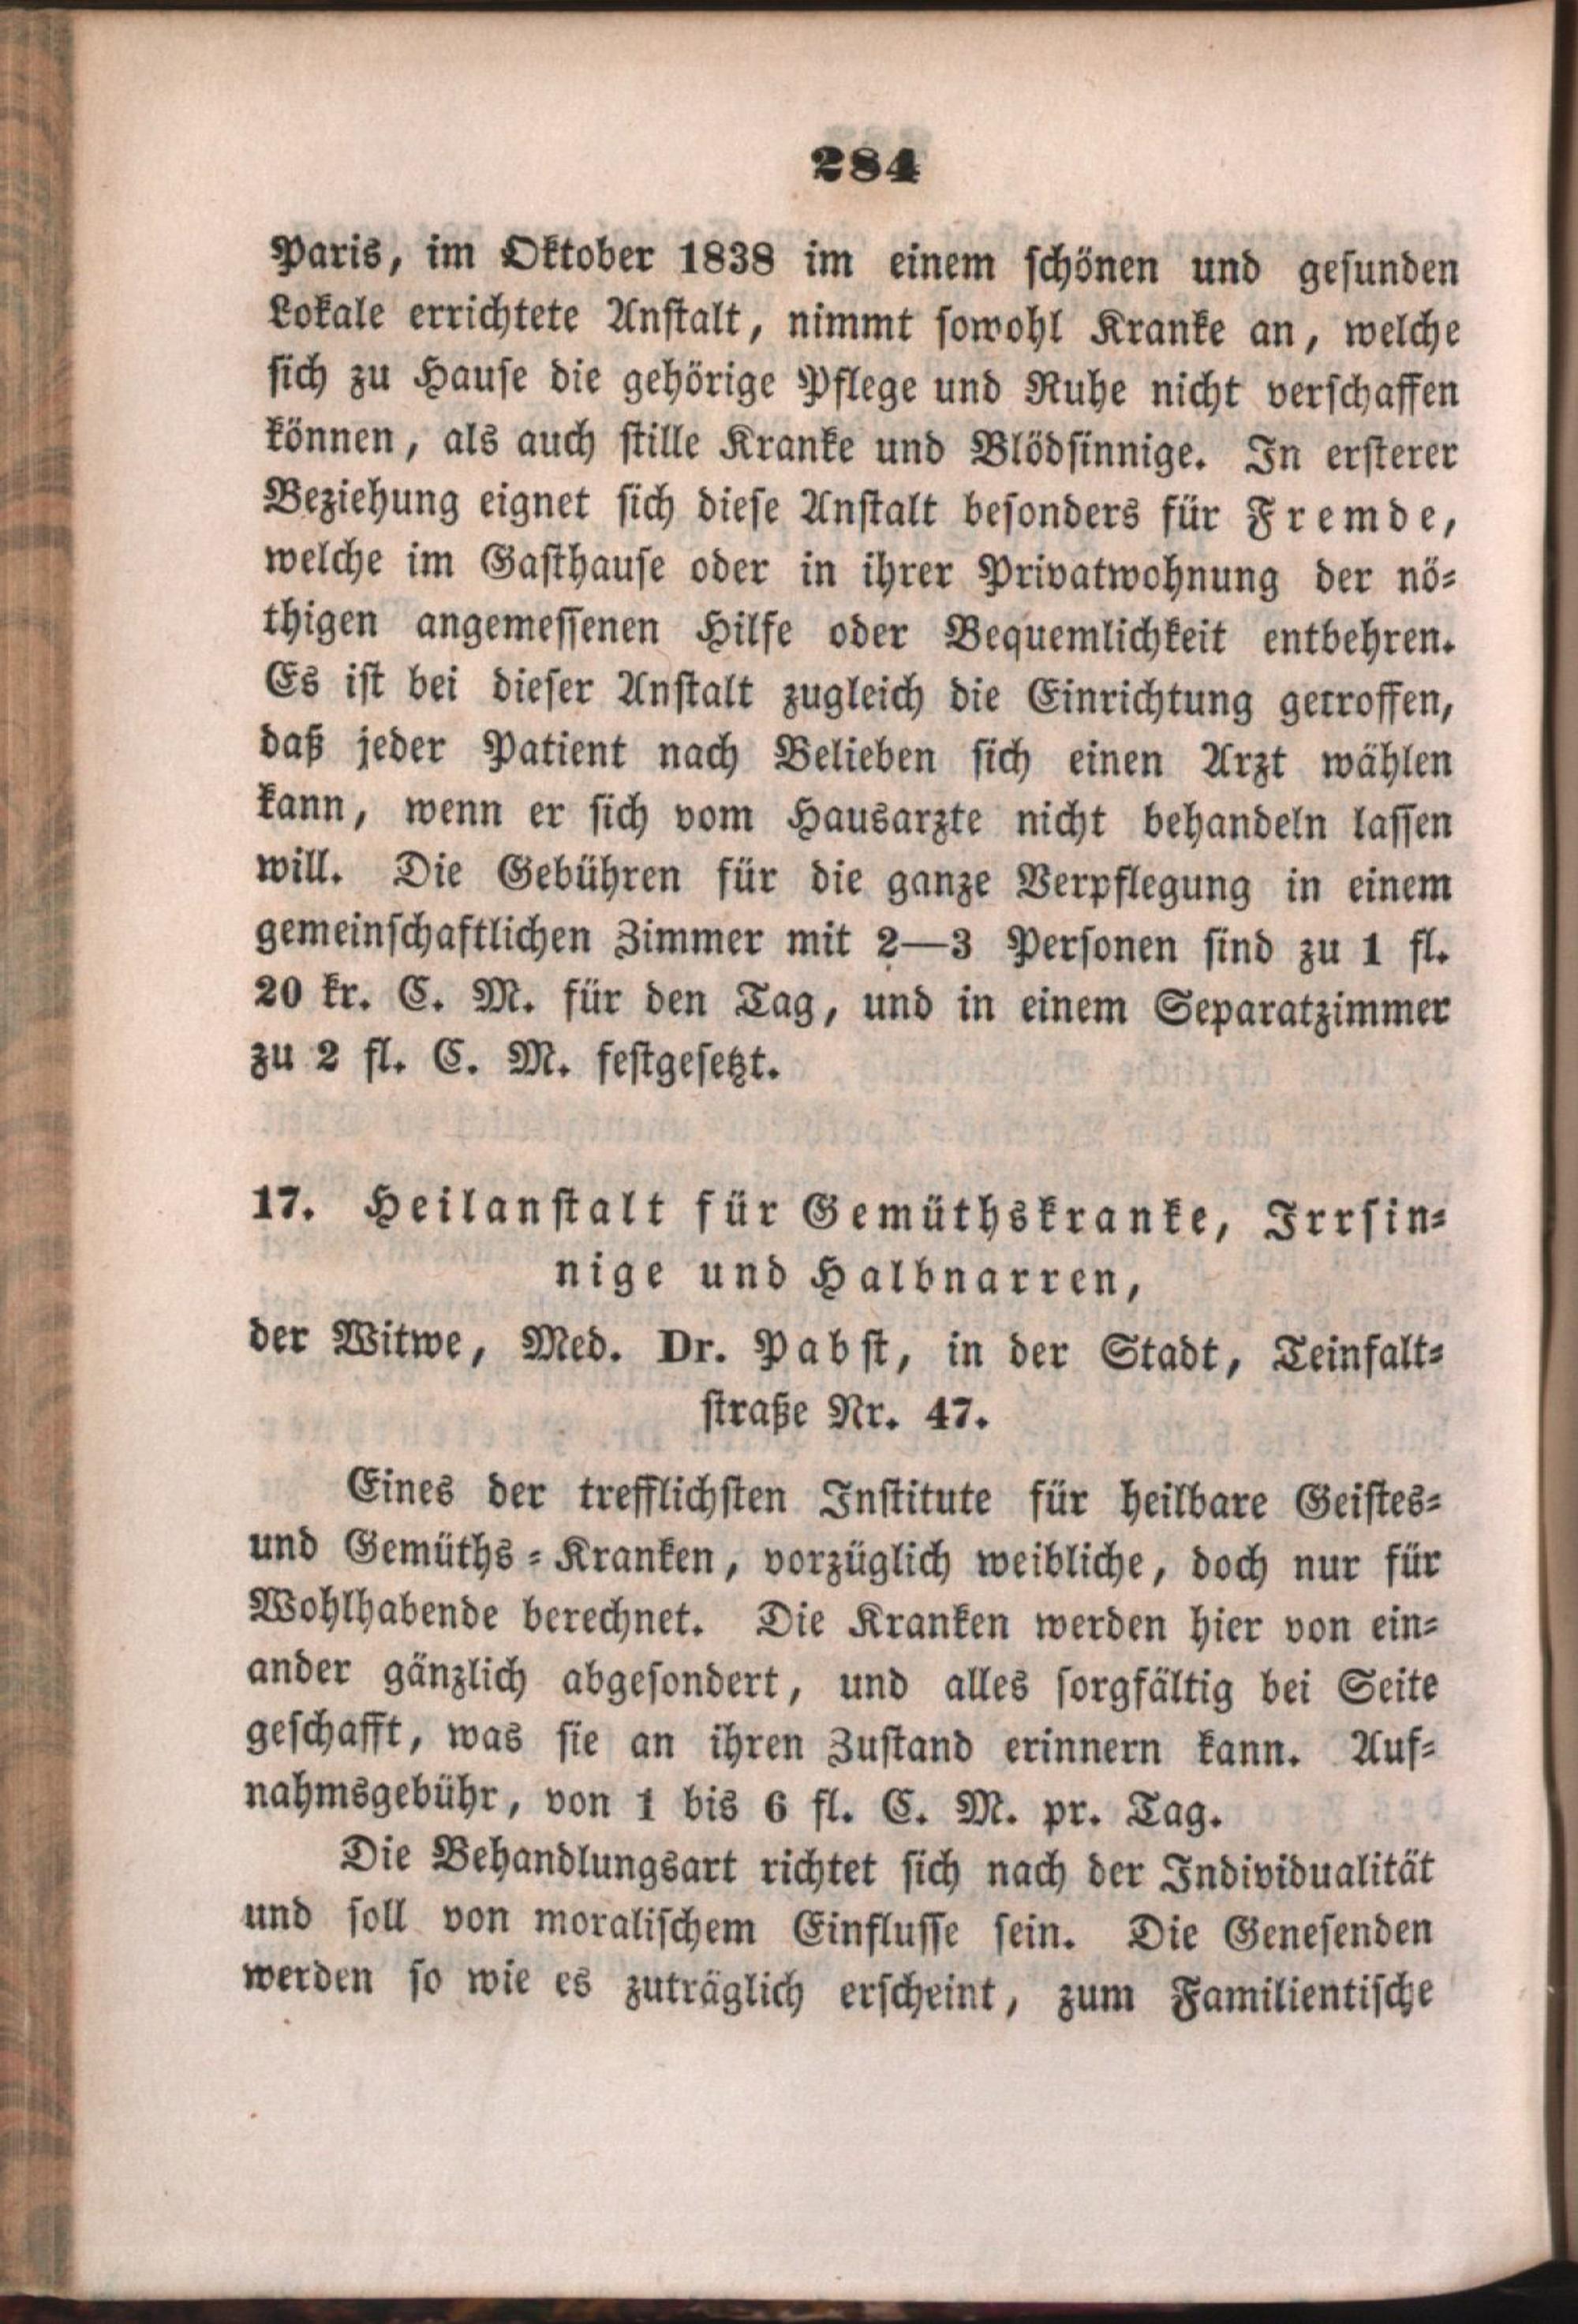 284
Paris, im Oktober 1838 im einem schönen und gesunden
Lokale errichtete Anstalt, nimmt sowohl Kranke an, welche
sich zu Hause die gehörige Pflege und Ruhe nicht verschaffen
können, als auch stille Kranke und Blödsinnige. In ersterer
Beziehung eignet sich diese Anstalt besonders für Fremde,
welche im Gasthause oder in ihrer Privatwohnung der nö-
thigen angemessenen Hilfe oder Bequemlichkeit entbehren.
Es ist bei dieser Anstalt zugleich die Einrichtung getroffen,
daß jeder Patient nach Belieben sich einen Arzt wählen
kann, wenn er sich vom Hausarzte nicht behandeln lassen
will. Die Gebühren für die ganze Verpflegung in einem
gemeinschaftlichen Zimmer mit 2—3 Personen sind zu 1 fl.
20 kr. C. M. für den Tag, und in einem Separatzimmer
zu 2 fl. C. M. festgesetzt.
17. Heilanstalt für Gemüthskranke, Irrsin-
nige und Halbnarren,
der Witwe, Med. Dr. Pabst, in der Stadt, Teinfalt-
straße Nr. 47.
Eines der trefflichsten Institute für heilbare Geistes-
und Gemüths-Kranken, vorzüglich weibliche, doch nur für
Wohlhabende berechnet. Die Kranken werden hier von ein-
ander gänzlich abgesondert, und alles sorgfältig bei Seite
geschafft, was sie an ihren Zustand erinnern kann. Auf-
nahmsgebühr, von 1 bis 6 fl. C. M. pr. Tag.
Die Behandlungsart richtet sich nach der Individualität
und soll von moralischem Einflusse sein. Die Genesenden
werden so wie es zuträglich erscheint, zum Familientische